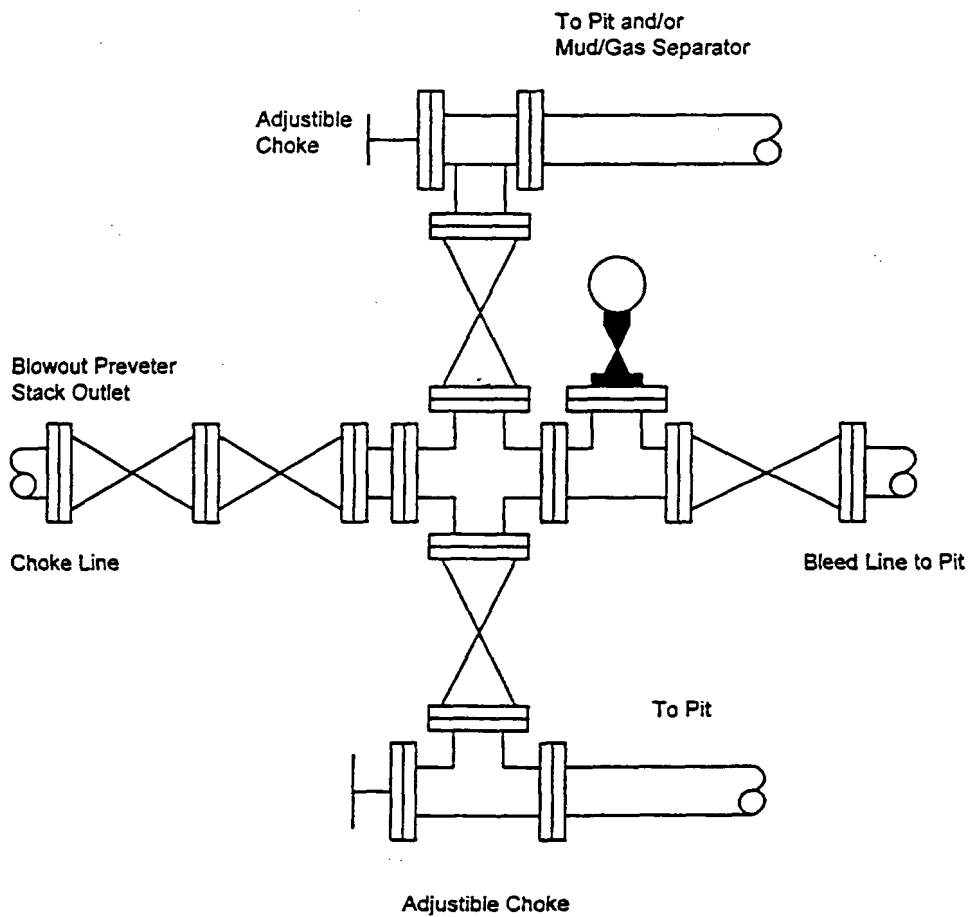 To Pit and/or
Mud/Gas Separator
Adjustible
Choke
Blowout Preveter
Stack Outlet
Choke Line
Bleed Line to Pit
To Pit
Adjustible Choke